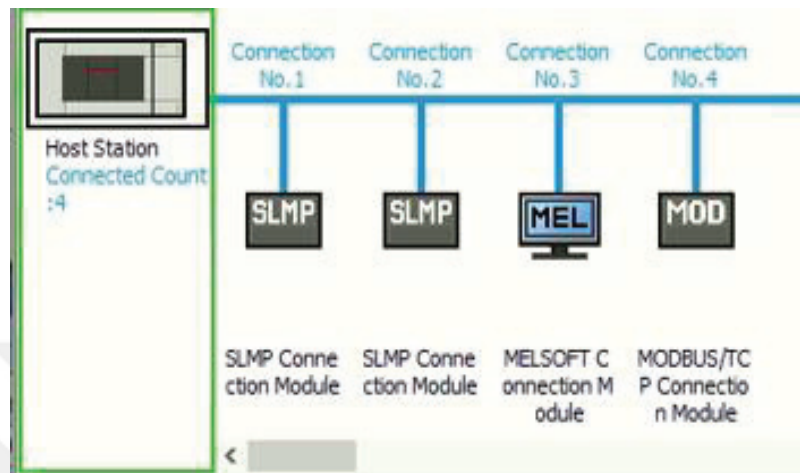 Connection
No.1
Connection
No.2
Connection
No.3
Connection
No.4
Host Station
Connected Count
:4
SLMP
SLMP
MEL
MOD
SLMP Conne
ction Module
SLMP Conne
ction Module
MELSOFT C
onnection M
odule
MODBUS/TC
P Connectio
n Module